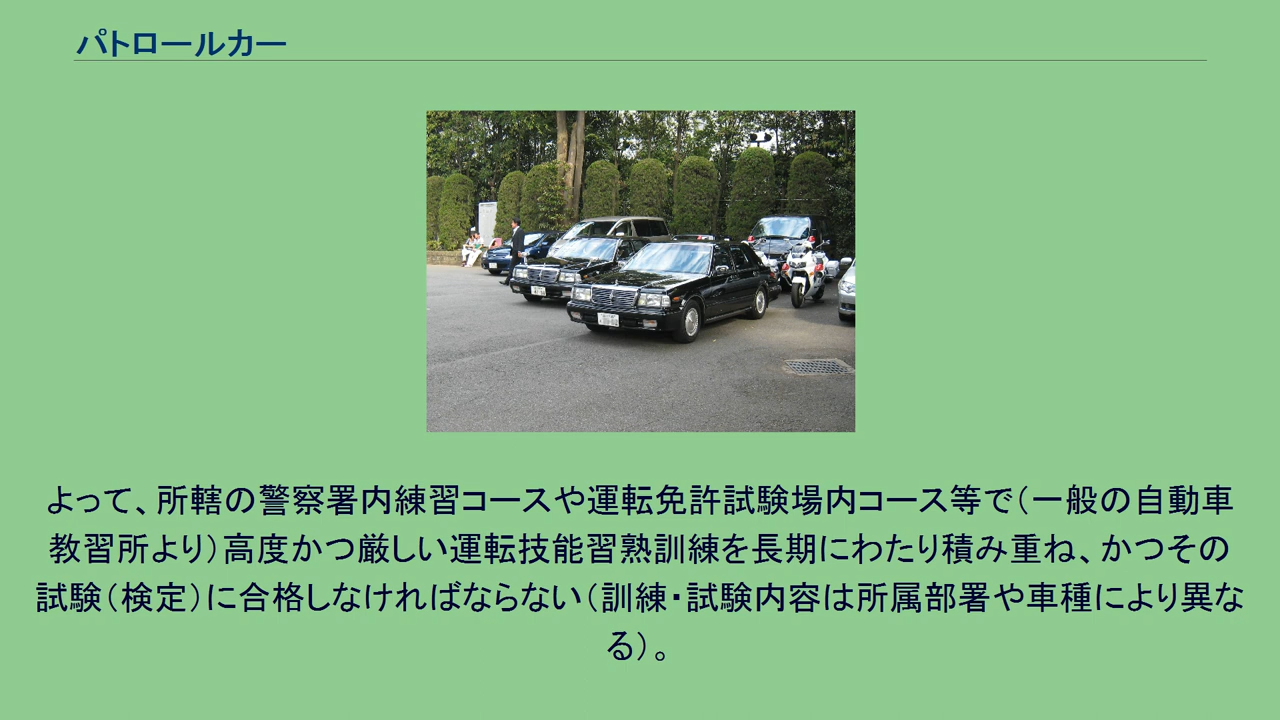 パトロールカー
よって、所轄の警察署内練習コースや運転免許試験場内コース等で(一般の自動車
教習所より)高度かつ厳しい運転技能習熟訓練を長期にわたり積み重ね、かつその
試験(検定)に合格しなければならない(訓練・試験内容は所属部署や車種により異な
る)。